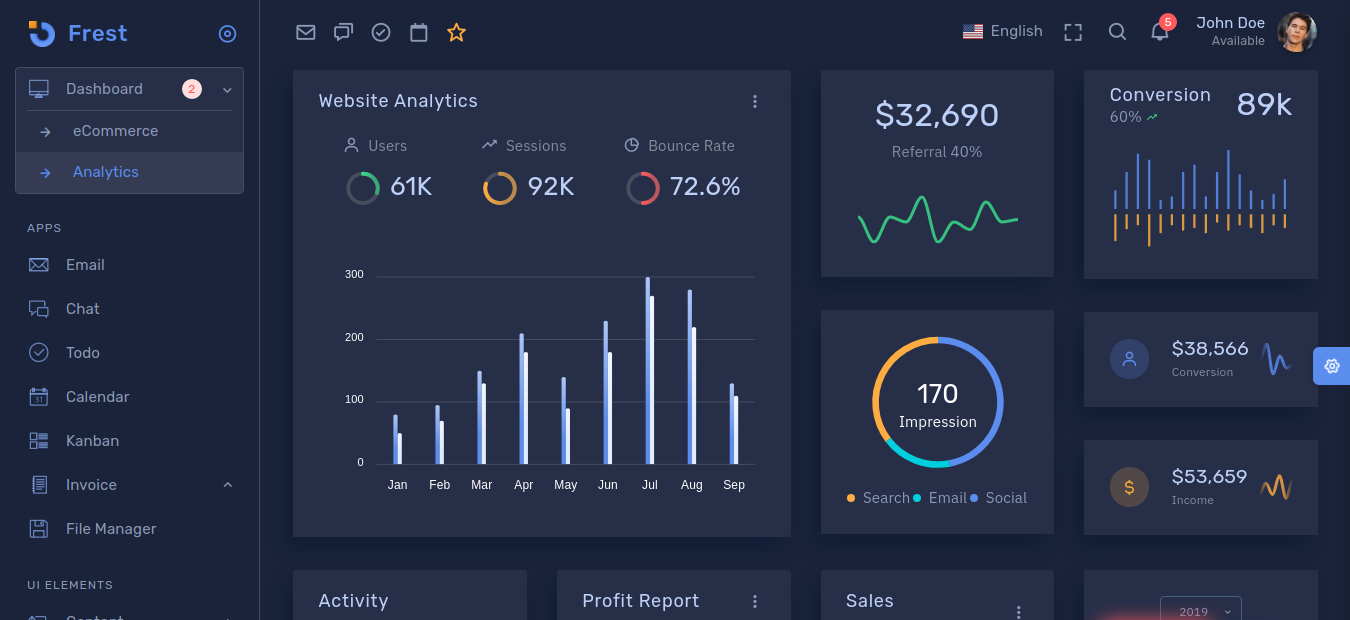 Frest
English
5
John Doe
Available
Dashboard
2
eCommerce
Analytics
APPS
Email
Chat
Todo
31
Calendar
Kanban
Invoice
File Manager
UI ELEMENTS
Website Analytics
Users
Sessions
Bounce Rate
61K
92K
72.6%
300
200
100
0
Jan Feb Mar Apr May Jun Jul Aug Sep
$32,690
Referral 40%
Conversion
60%
89k
170
Impression
Search Email Social
$38,566
Conversion
$
$53,659
Income
Activity
Profit Report
Sales
2019